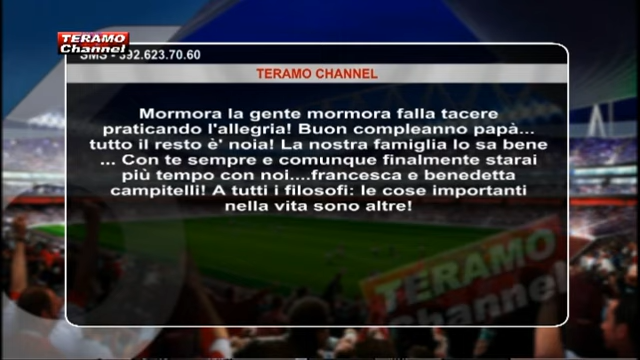 TERAMO
Channel
SMS - 392.623.70.60
TERAMO CHANNEL
Mormora la gente mormora falla tacere
praticando l'allegria! Buon compleanno papà...
tutto il resto è' noia! La nostra famiglia lo sa bene
... Con te sempre e comunque finalmente starai
più tempo con noi....francesca e benedetta
campitelli! A tutti i filosofi: le cose importanti
nella vita sono altre!
TERAMO
Channel